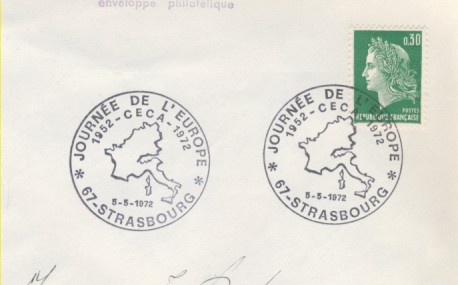 enveloppe philatélique
0,30
POSTES
REPUBLIQUE FRANÇAISE
* JOURNÉE DE L'EUROPE *
1952-CECA-1972
5-5-1972
67-STRASBOURG
* JOURNÉE DE L'EUROPE *
1952-CECA-1972
5-5-1972
67-STRASBOURG